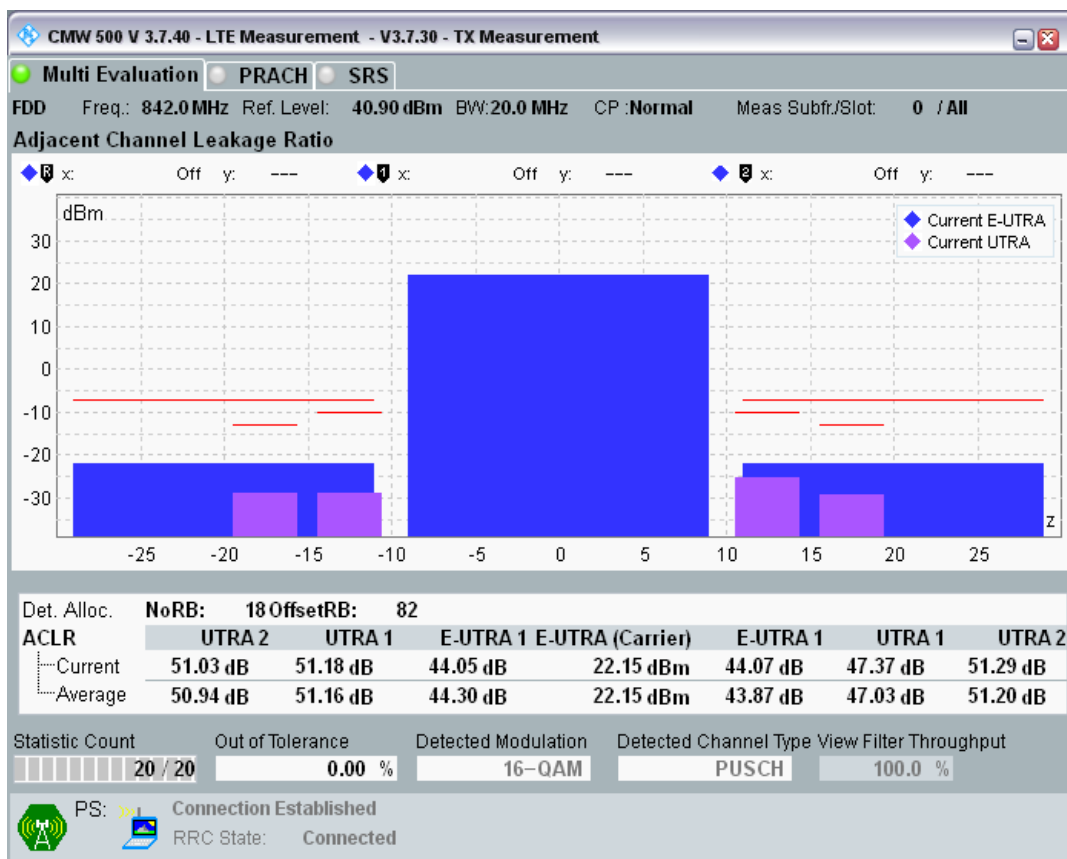 CMW 500 V 3.7.40 - LTE Measurement - V3.7.30 - TX Measurement
Multi Evaluation PRACH SRS
FDD Freq.: 842.0 MHz Ref. Level: 40.90 dBm BW:20.0 MHz CP :Normal Meas Subfr./Slot: 0 / All
Adjacent Channel Leakage Ratio
R x: Off y: --- 1 x: Off y: --- 2 x: Off y: ---
dBm
Current E-UTRA
Current UTRA
30
20
10
0
-10
-20
-30
z
-25 -20 -15 -10 -5 0 5 10 15 20 25
Det. Alloc. NoRB: 18 OffsetRB: 82
ACLR UTRA 2 UTRA 1 E-UTRA 1 E-UTRA (Carrier) E-UTRA 1 UTRA 1 UTRA 2
Current 51.03 dB 51.18 dB 44.05 dB 22.15 dBm 44.07 dB 47.37 dB 51.29 dB
Average 50.94 dB 51.16 dB 44.30 dB 22.15 dBm 43.87 dB 47.03 dB 51.20 dB
Statistic Count Out of Tolerance Detected Modulation Detected Channel Type View Filter Throughput
20 / 20 0.00 % 16-QAM PUSCH 100.0 %
PS: Connection Established
RRC State: Connected